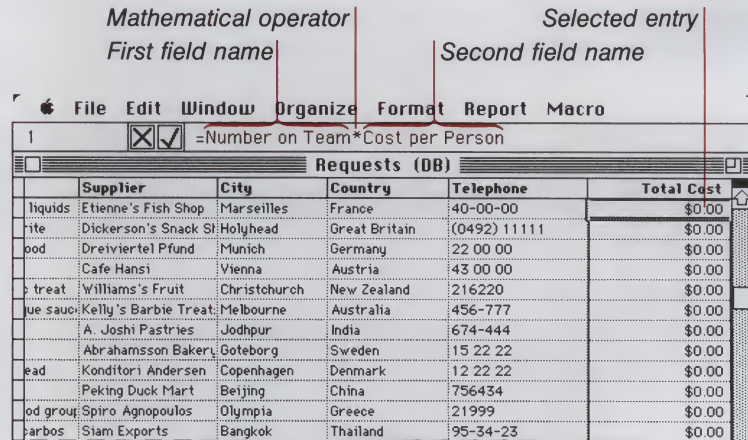 Mathematical operator Selected entry
First field name Second field name
File Edit Window Organize Format Report Macro
1 =Number on Team*Cost per Person
Requests (DB)
Supplier City Country Telephone Total Cost
liquids Etienne's Fish Shop Marseilles France 40-00-00 $0.00
rite Dickerson's Snack Sh Holyhead Great Britain (0492) 11111 $0.00
ood Dreiviertel Pfund Munich Germany 22 00 00 $0.00
Cafe Hansi Vienna Austria 43 00 00 $0.00
treat Williams's Fruit Christchurch New Zealand 216220 $0.00
ue sauc Kelly's Barbie Treat Melbourne Australia 456-777 $0.00
A. Joshi Pastries Jodhpur India 674-444 $0.00
Abrahamsson Bakery Goteborg Sweden 15 22 22 $0.00
ead Konditori Andersen Copenhagen Denmark 12 22 22 $0.00
Peking Duck Mart Beijing China 756434 $0.00
od group Spiro Agnopoulos Olympia Greece 21999 $0.00
carbos Siam Exports Bangkok Thailand 95-34-23 $0.00